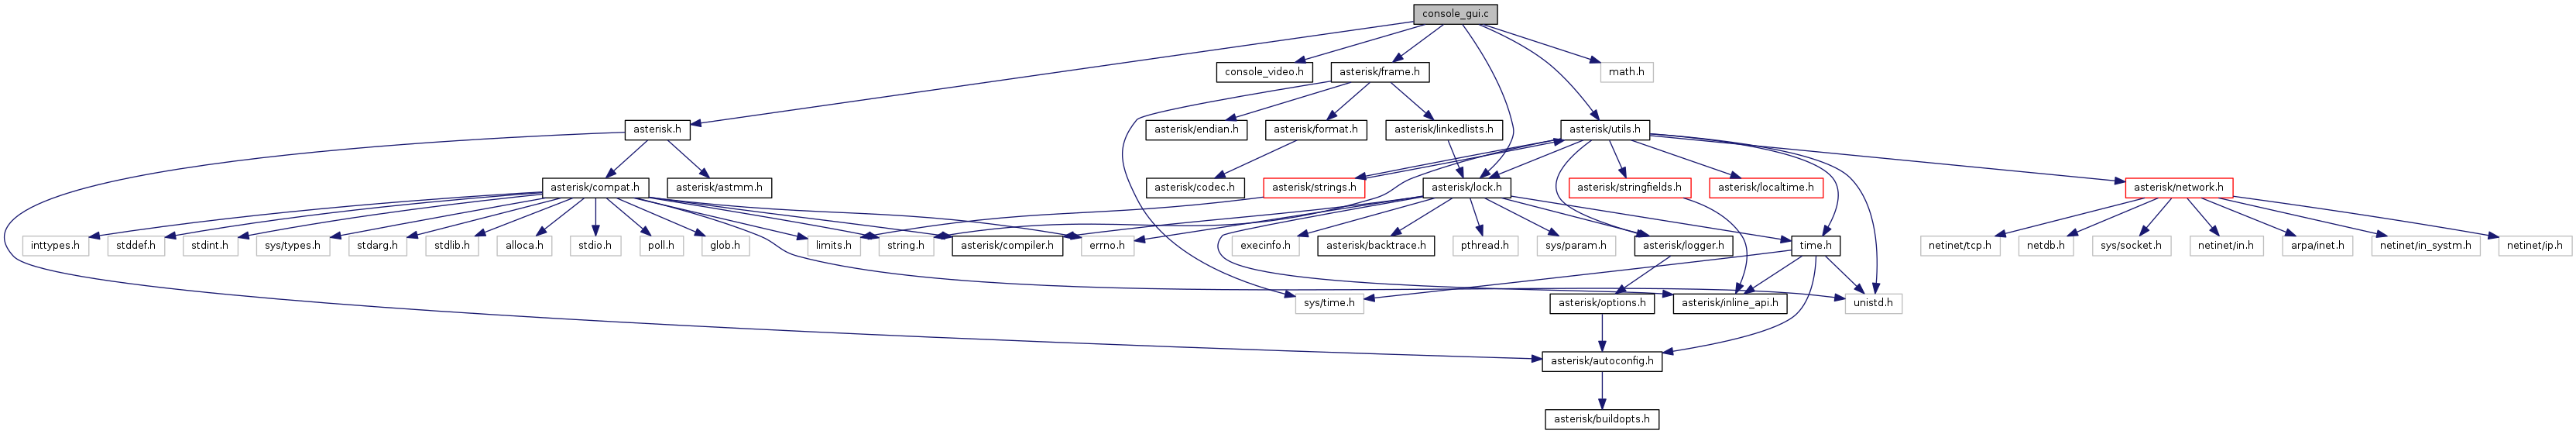 console_gui.c
console_video.h
asterisk/frame.h
math.h
asterisk.h
asterisk/endian.h
asterisk/format.h
asterisk/linkedlists.h
asterisk/utils.h
asterisk/compat.h
asterisk/astmm.h
asterisk/codec.h
asterisk/strings.h
asterisk/lock.h
asterisk/stringfields.h
asterisk/localtime.h
asterisk/network.h
inttypes.h
stddef.h
stdint.h
sys/types.h
stdarg.h
stdlib.h
alloca.h
stdio.h
poll.h
glob.h
limits.h
string.h
asterisk/compiler.h
errno.h
execinfo.h
asterisk/backtrace.h
pthread.h
sys/param.h
asterisk/logger.h
time.h
netinet/tcp.h
netdb.h
sys/socket.h
netinet/in.h
arpa/inet.h
netinet/in_systm.h
netinet/ip.h
sys/time.h
asterisk/options.h
asterisk/inline_api.h
unistd.h
asterisk/autoconfig.h
asterisk/buildopts.h